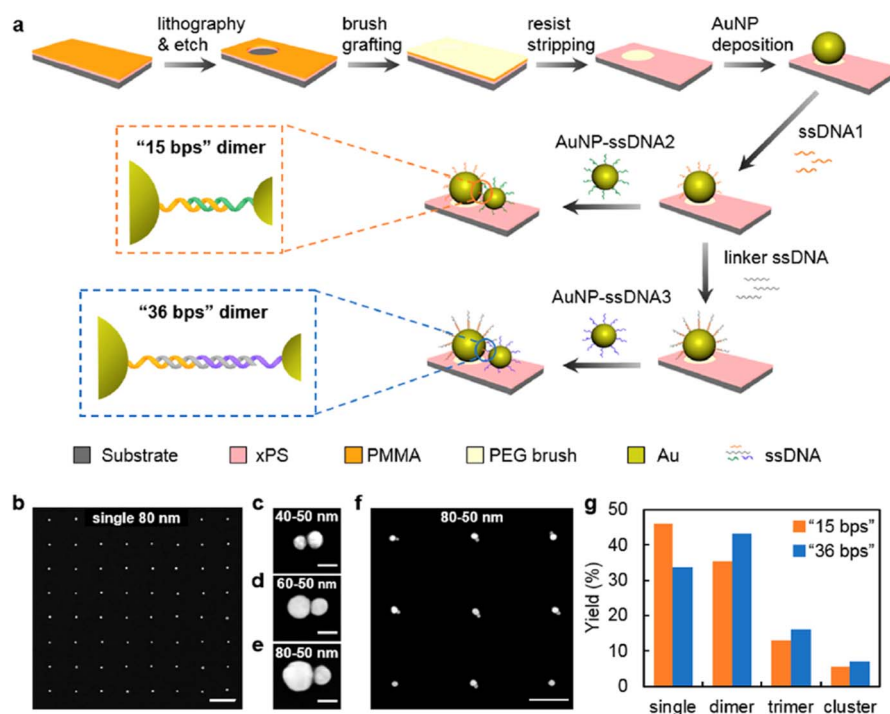 a
lithography
& etch
brush
grafting
resist
stripping
AuNP
deposition
ssDNA1
AuNP-ssDNA2
"15 bps" dimer
linker ssDNA
AuNP-ssDNA3
"36 bps" dimer
Substrate
xPS
PMMA
PEG brush
Au
ssDNA
b
single 80 nm
c
40-50 nm
d
60-50 nm
e
80-50 nm
f
80-50 nm
g
"15 bps"
"36 bps"
Yield (%)
50
40
30
20
10
0
single dimer trimer cluster